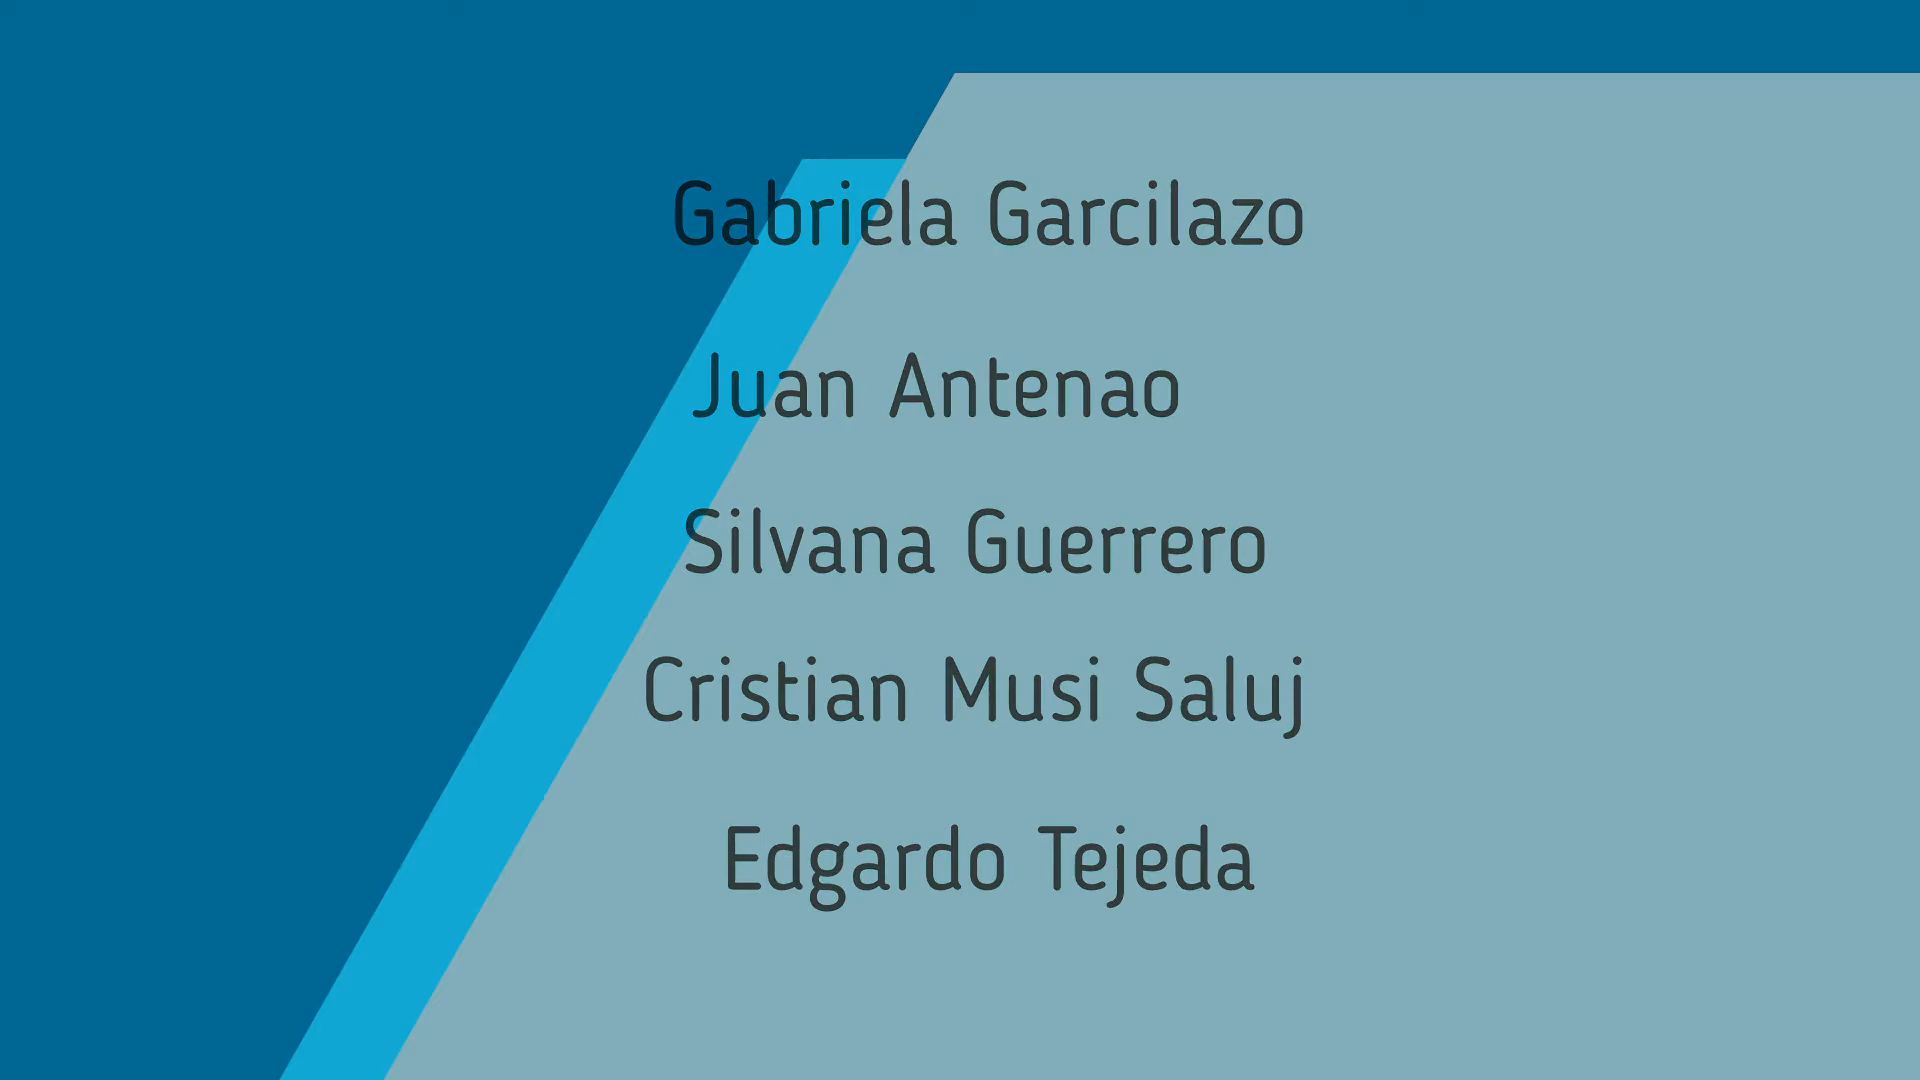 Gabriela Garcilazo
Juan Antenao
Silvana Guerrero
Cristian Musi Saluj
Edgardo Tejeda